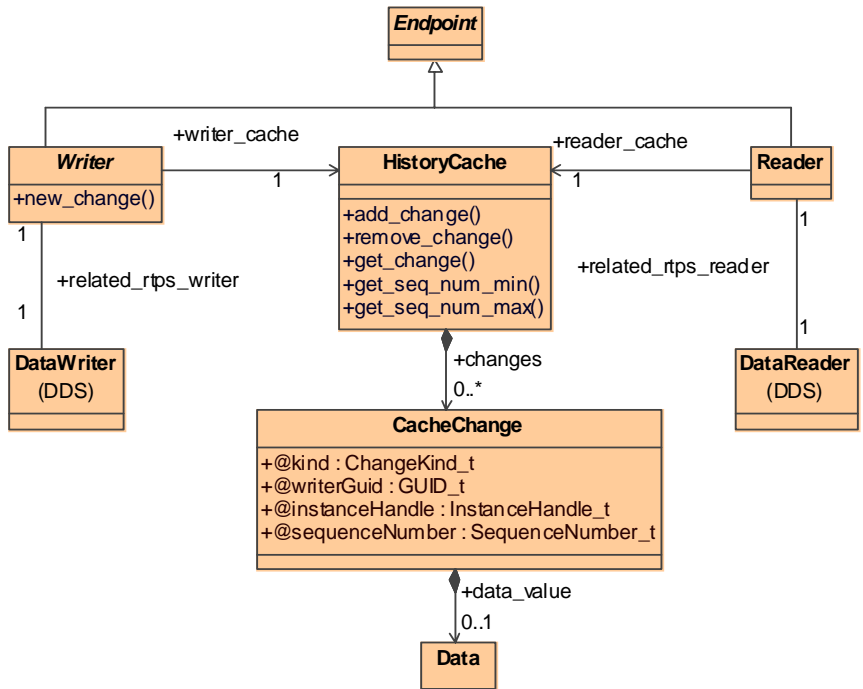 Endpoint
+writer_cache
+reader_cache
Writer
HistoryCache
Reader
1
1
+new_change()
+add_change()
+remove_change()
+get_change()
+get_seq_num_min()
+get_seq_num_max()
1
1
+related_rtps_writer
+related_rtps_reader
1
1
DataWriter
(DDS)
+changes
0..*
DataReader
(DDS)
CacheChange
+@kind : ChangeKind_t
+@writerGuid : GUID_t
+@instanceHandle : InstanceHandle_t
+@sequenceNumber : SequenceNumber_t
+data_value
0..1
Data